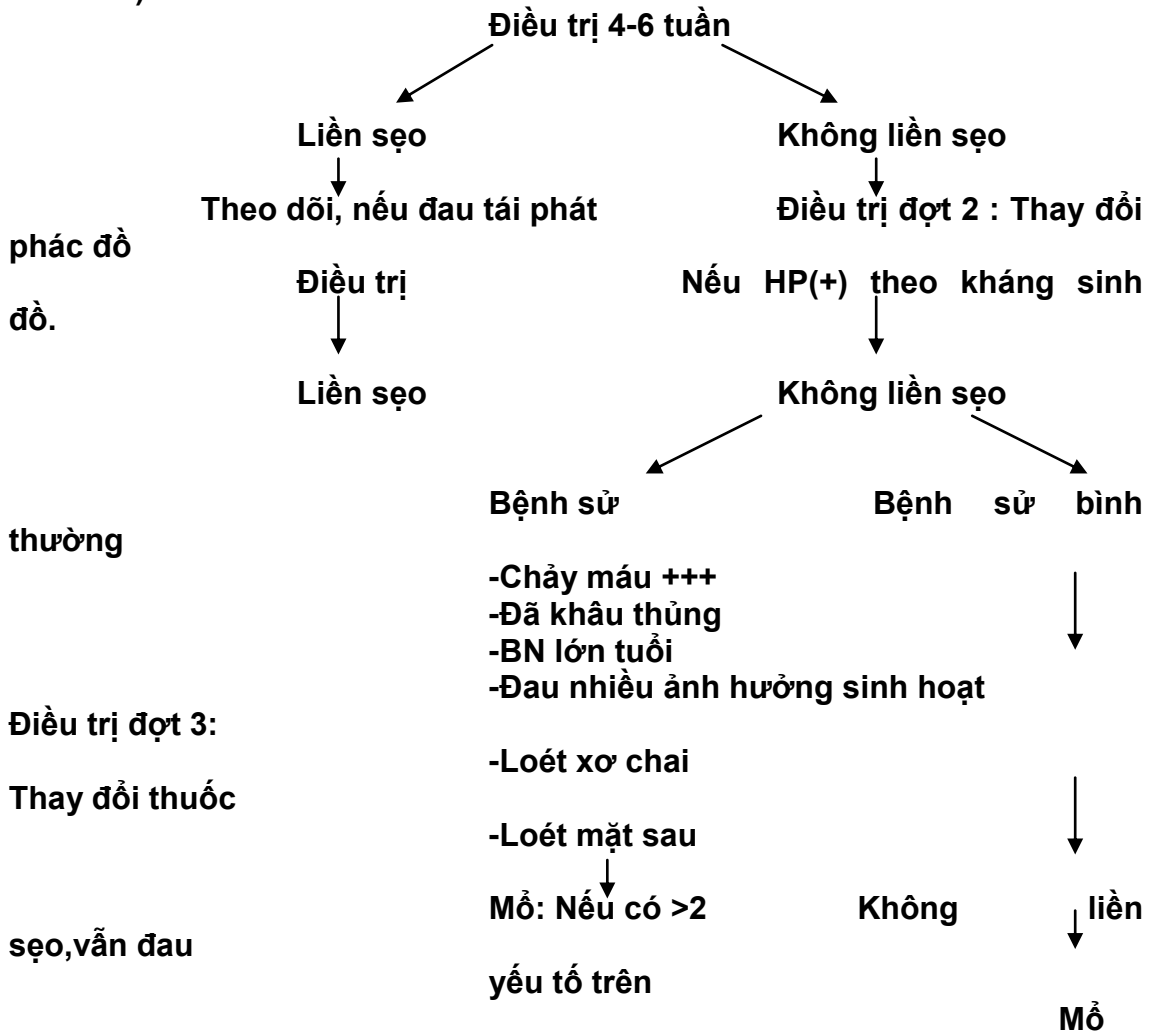 Điều trị 4-6 tuần
Liền sẹo Không liền sẹo
Theo dõi, nếu đau tái phát Điều trị đợt 2 : Thay đổi
phác đồ
Điều trị Nếu HP(+) theo kháng sinh
đồ.
Liền sẹo Không liền sẹo
Bệnh sử Bệnh sử bình
thường
-Chảy máu +++
-Đã khâu thủng
-BN lớn tuổi
-Đau nhiều ảnh hưởng sinh hoạt
Điều trị đợt 3:
-Loét xơ chai
Thay đổi thuốc
-Loét mặt sau
Mổ: Nếu có >2 Không liền
sẹo,vẫn đau
yếu tố trên
Mổ